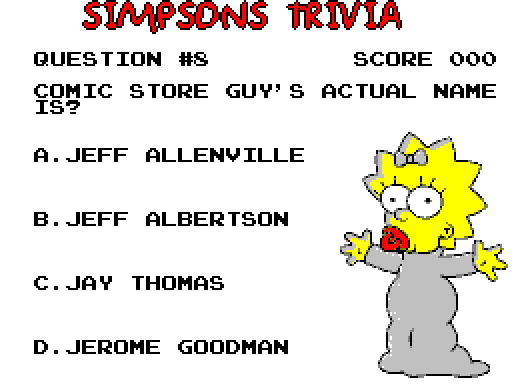 SIMPSONS TRIVIA
QUESTION #8 SCORE 000
COMIC STORE GUY'S ACTUAL NAME
IS?
A.JEFF ALLENVILLE
B.JEFF ALBERTSON
C.JAY THOMAS
D.JEROME GOODMAN